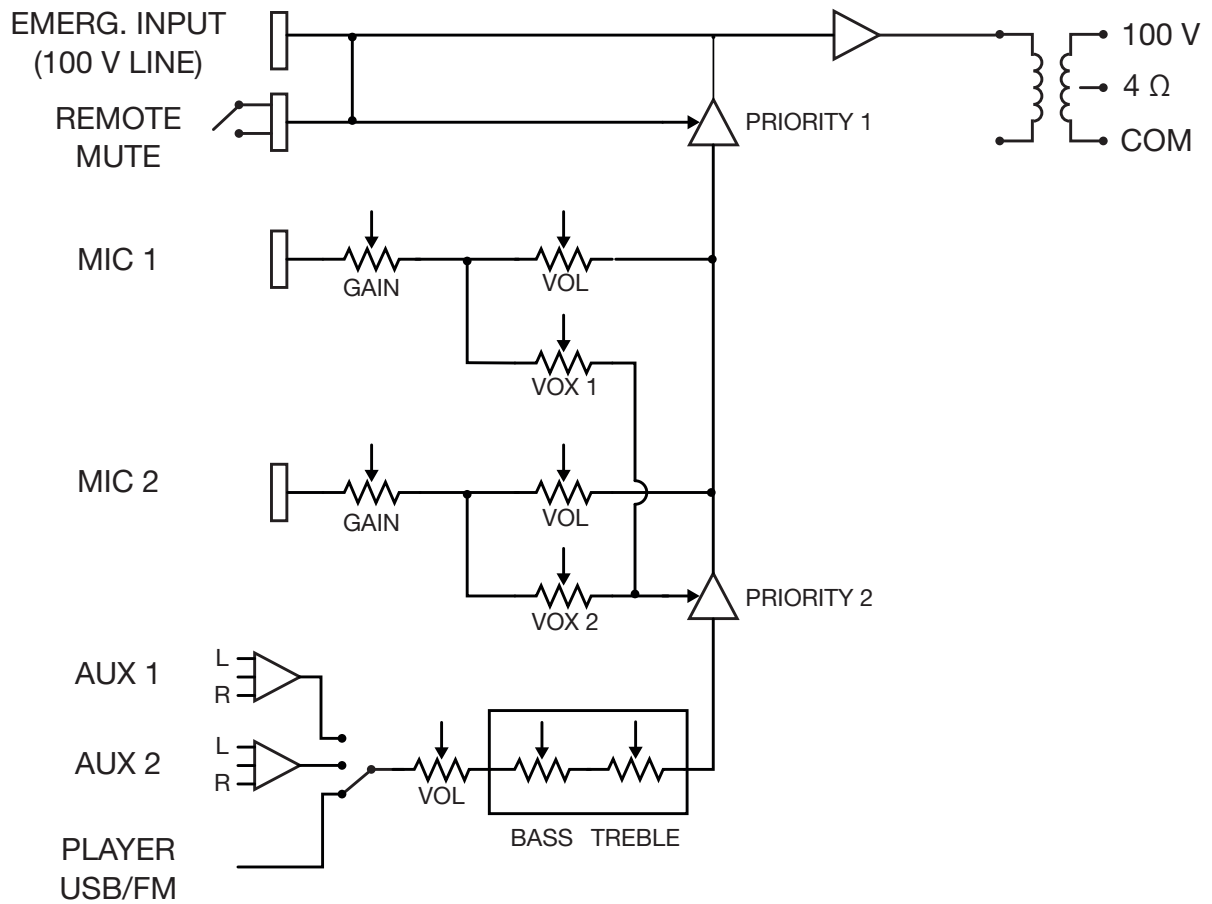 EMERG. INPUT
(100 V LINE)
100 V
4 Ω
COM
REMOTE
MUTE
PRIORITY 1
MIC 1
GAIN
VOL
VOX 1
MIC 2
GAIN
VOL
VOX 2
PRIORITY 2
AUX 1
L
R
AUX 2
L
R
VOL
BASS TREBLE
PLAYER
USB/FM